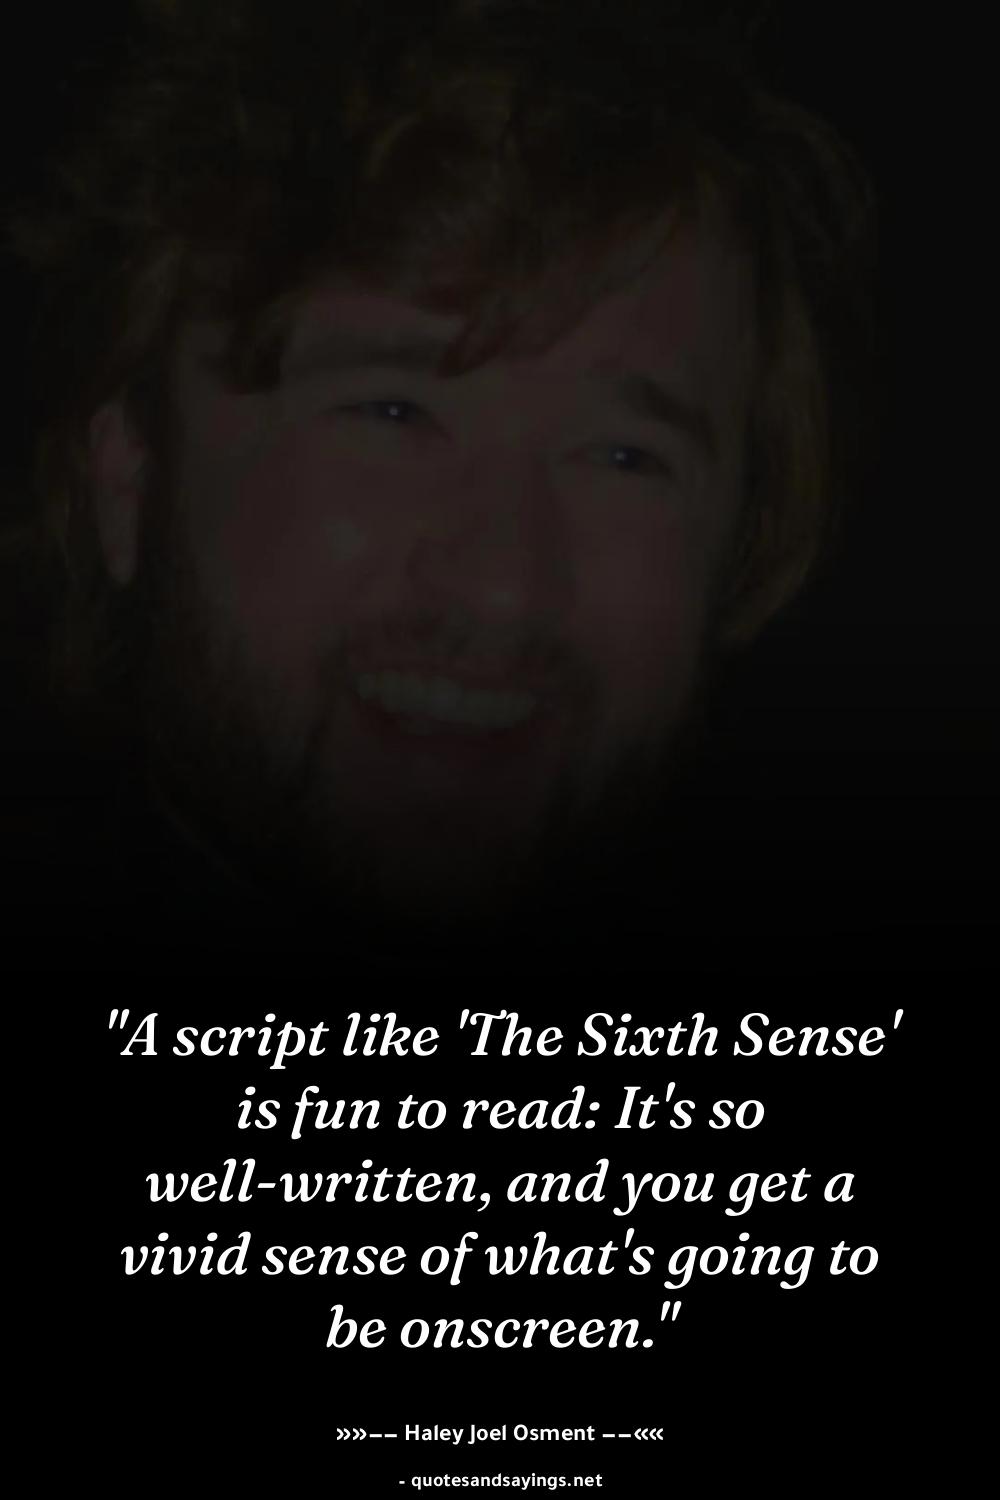 "A script like 'The Sixth Sense'
is fun to read: It's so
well-written, and you get a
vivid sense of what's going to
be onscreen."
»»–– Haley Joel Osment ––««
- quotesandsayings.net